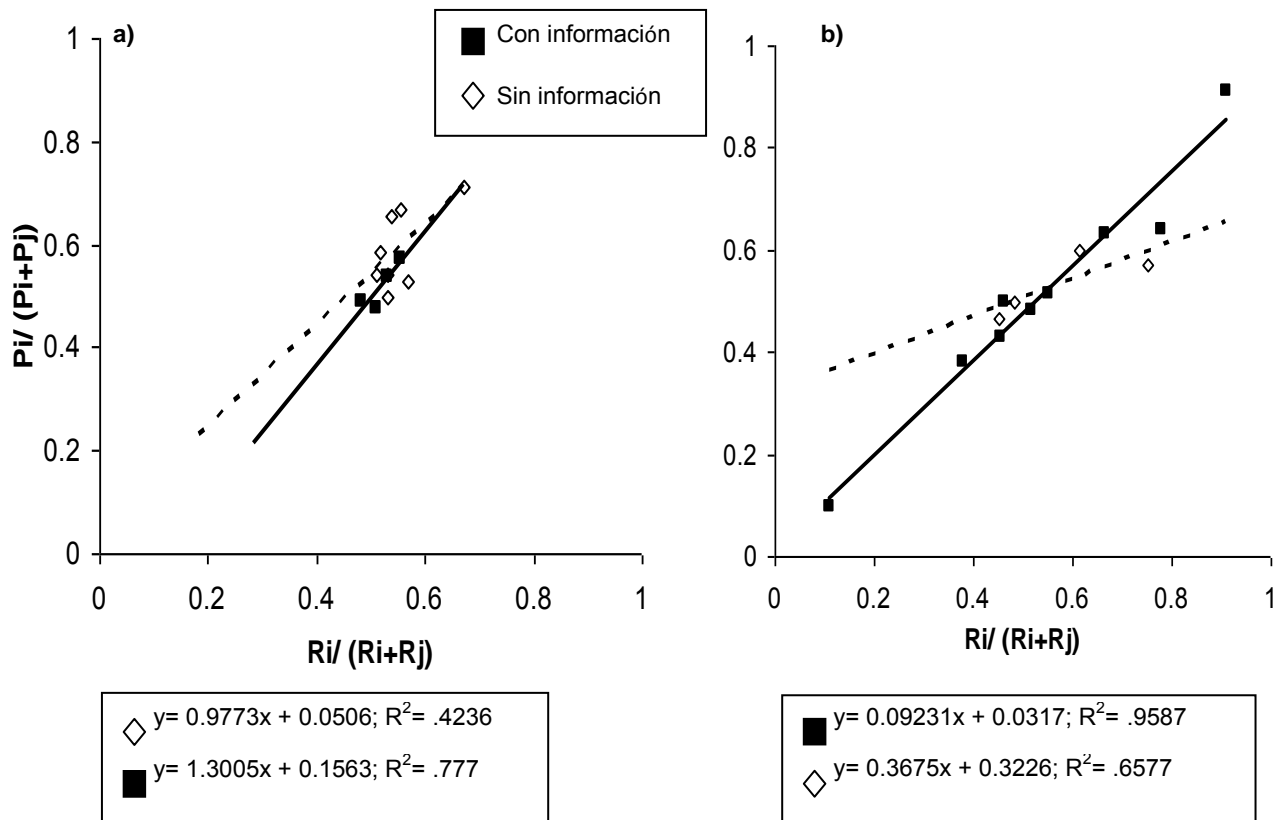 a)
Con información
Sin información
1
0.8
0.6
0.4
0.2
0
Pi/ (Pi+Pj)
0 0.2 0.4 0.6 0.8 1
Ri/ (Ri+Rj)
y= 0.9773x + 0.0506; R²= .4236
y= 1.3005x + 0.1563; R²= .777
b)
1
0.8
0.6
0.4
0.2
0
0 0.2 0.4 0.6 0.8 1
Ri/ (Ri+Rj)
y= 0.09231x + 0.0317; R²= .9587
y= 0.3675x + 0.3226; R²= .6577